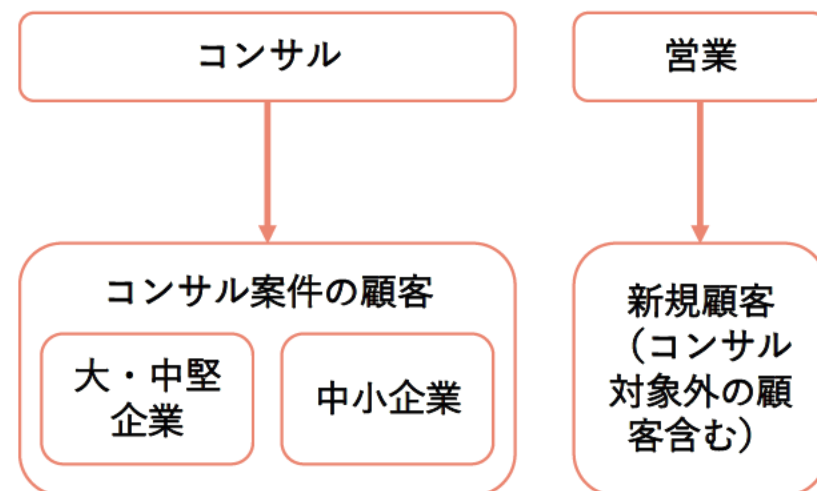 コンサル
営業
コンサル案件の顧客
大・中堅
企業
中小企業
新規顧客
（コンサル
対象外の顧
客含む）